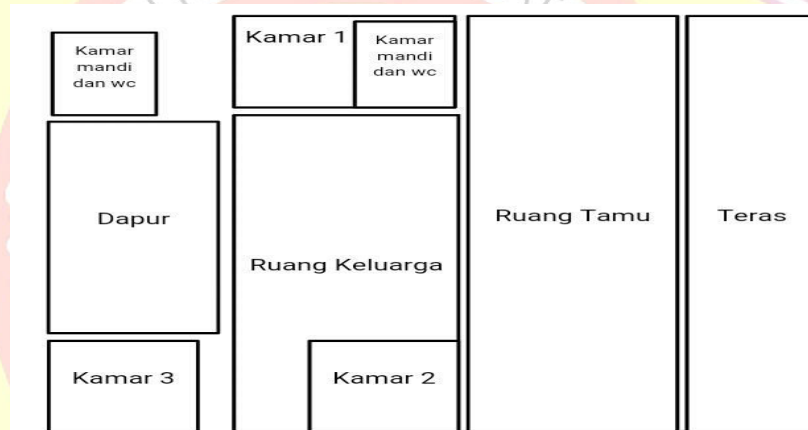 Kamar
mandi
dan wc
Kamar 1
Kamar
mandi
dan wc
Dapur
Ruang Keluarga
Ruang Tamu
Teras
Kamar 3
Kamar 2